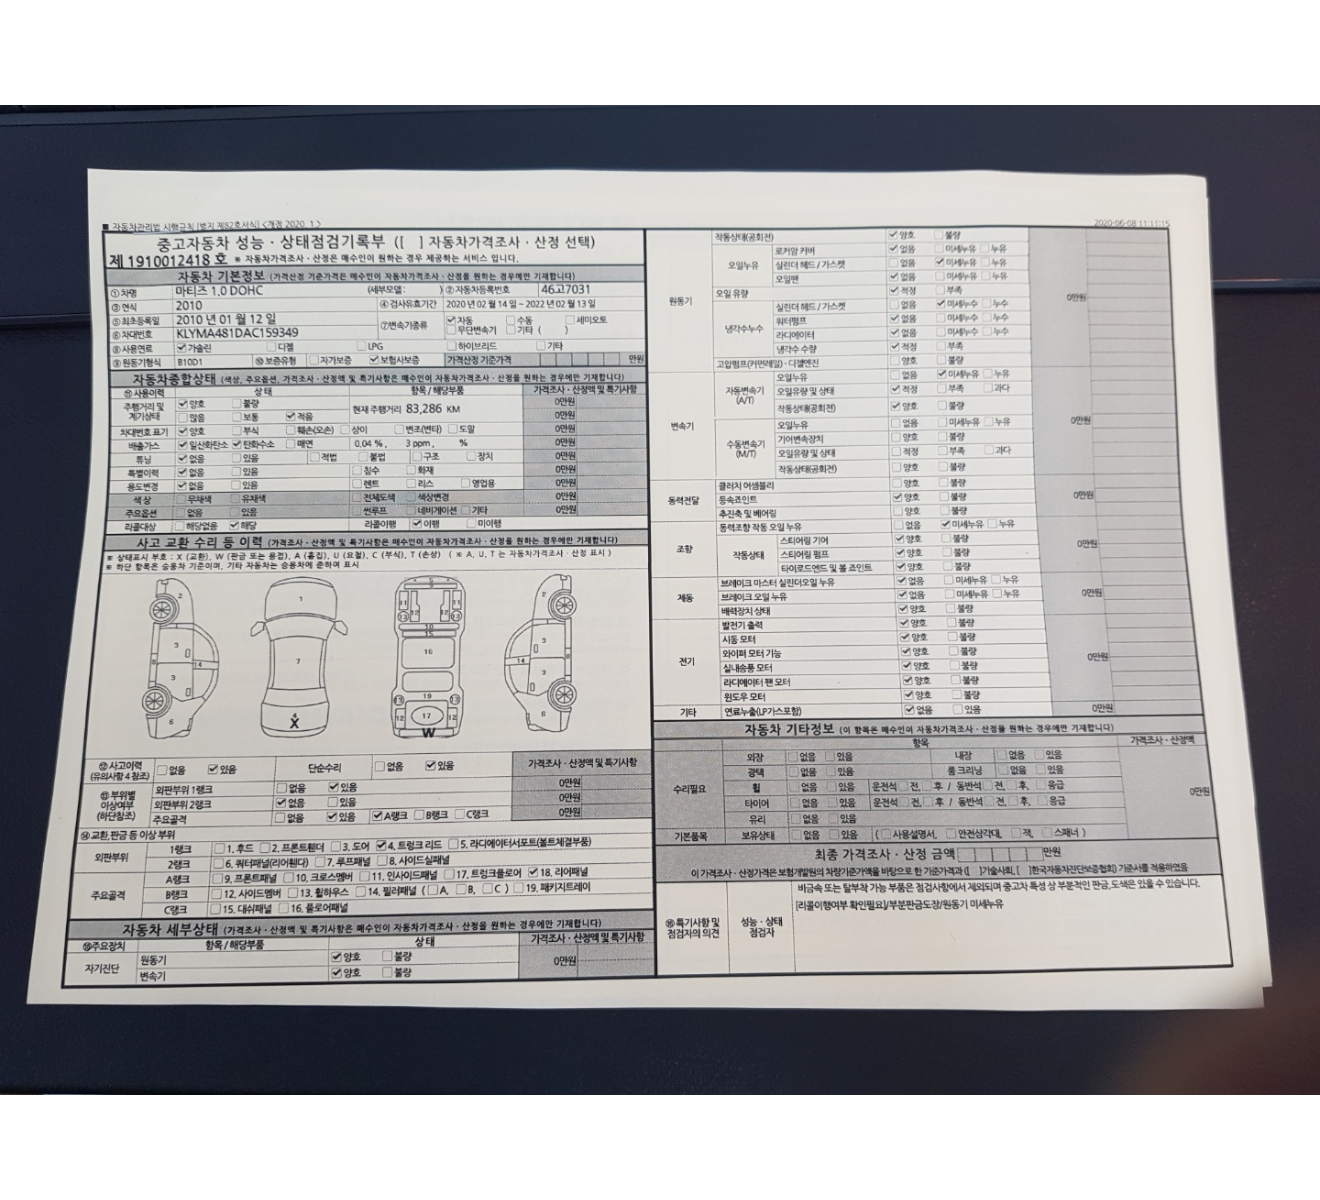 ■ 자동차관리법 시행규칙 [별지 제82호서식] <개정 2020. 1.>
2020-06-08 11:11:15
중고자동차 성능 · 상태점검기록부 ([ ] 자동차가격조사 · 산정 선택)
제 1910012418 호 ※ 자동차가격조사 · 산정은 매수인이 원하는 경우 제공하는 서비스 입니다.
자동차 기본정보 (가격산정 기준가격은 매수인이 자동차가격조사 · 산정을 원하는 경우에만 기재합니다)
①차명 마티즈 1.0 DOHC (세부모델: ) ②자동차등록번호 46고7031
③연식 2010 ④검사유효기간 2020 년 02 월 14 일 ~ 2022 년 02 월 13 일
⑤최초등록일 2010 년 01 월 12 일 ⑦변속기종류 ☑자동 □수동 □세미오토
⑥차대번호 KLYMA481DAC159349 □무단변속기 □기타 ( )
⑧사용연료 ☑가솔린 □디젤 □LPG □하이브리드 □기타
⑨원동기형식 B10D1 ⑩보증유형 □자가보증 ☑보험사보증 가격산정 기준가격 만원
자동차종합상태 (색상, 주요옵션, 가격조사 · 산정액 및 특기사항은 매수인이 자동차가격조사 · 산정을 원하는 경우에만 기재합니다)
⑪사용이력 상 태 항목 / 해당부품 가격조사 · 산정액 및 특기사항
주행거리 및 계기상태 ☑양호 □불량 현재 주행거리 83,286 KM 0만원
□많음 □보통 ☑적음 0만원
차대번호 표기 ☑양호 □부식 □훼손(오손) □상이 □변조(변타) □도말 0만원
배출가스 ☑일산화탄소 ☑탄화수소 □매연 0.04 %, 3 ppm, % 0만원
튜닝 ☑없음 □있음 □적법 □불법 □구조 □장치 0만원
특별이력 ☑없음 □있음 □침수 □화재 0만원
용도변경 ☑없음 □있음 □렌트 □리스 □영업용 0만원
색상 □무채색 □유채색 □전체도색 □색상변경 0만원
주요옵션 □없음 □있음 □썬루프 □네비게이션 □기타 0만원
리콜대상 □해당없음 ☑해당 리콜이행 ☑이행 □미이행
사고 교환 수리 등 이력 (가격조사 · 산정액 및 특기사항은 매수인이 자동차가격조사 · 산정을 원하는 경우에만 기재합니다)
※ 상태표시 부호 : X (교환), W (판금 또는 용접), A (흠집), U (요철), C (부식), T (손상) ( ※ A, U, T 는 자동차가격조사 · 산정 표시 )
※ 하단 항목은 승용차 기준이며, 기타 자동차는 승용차에 준하여 표시
2 3 8 14 3 6
1 7 4 X
5 9 11 11 13 12 12 13 10 15 16 19 13 13 12 17 12 W
2 3 14 8 3 6
⑫사고이력 (유의사항 4 참조) □없음 ☑있음 단순수리 □없음 ☑있음 가격조사 · 산정액 및 특기사항
⑬부위별 이상여부 (하단참조) 외판부위 1랭크 □없음 ☑있음 0만원
외판부위 2랭크 ☑없음 □있음 0만원
주요골격 □없음 ☑있음 ☑A랭크 □B랭크 □C랭크 0만원
⑭교환,판금 등 이상 부위
외판부위 1랭크 □1. 후드 □2. 프론트휀더 □3. 도어 ☑4. 트렁크 리드 □5. 라디에이터서포트(볼트체결부품)
2랭크 □6. 쿼터패널(리어휀다) □7. 루프패널 □8. 사이드실패널
주요골격 A랭크 □9. 프론트패널 □10. 크로스멤버 □11. 인사이드패널 □17. 트렁크플로어 ☑18. 리어패널
B랭크 □12. 사이드멤버 □13. 휠하우스 □14. 필러패널 (□A, □B, □C ) □19. 패키지트레이
C랭크 □15. 대쉬패널 □16. 플로어패널
자동차 세부상태 (가격조사 · 산정액 및 특기사항은 매수인이 자동차가격조사 · 산정을 원하는 경우에만 기재합니다)
⑮주요장치 항목 / 해당부품 상 태 가격조사 · 산정액 및 특기사항
자기진단 원동기 ☑양호 □불량 0만원
변속기 ☑양호 □불량
원동기 작동상태(공회전) ☑양호 □불량 0만원
오일누유 로커암 커버 ☑없음 □미세누유 □누유
실린더 헤드 / 가스켓 □없음 ☑미세누유 □누유
오일팬 ☑없음 □미세누유 □누유
오일 유량 ☑적정 □부족
냉각수누수 실린더 헤드 / 가스켓 □없음 ☑미세누수 □누수
워터펌프 ☑없음 □미세누수 □누수
라디에이터 ☑없음 □미세누수 □누수
냉각수 수량 ☑적정 □부족
고압펌프(커먼레일) - 디젤엔진 □양호 □불량
변속기 자동변속기 (A/T) 오일누유 □없음 ☑미세누유 □누유 0만원
오일유량 및 상태 ☑적정 □부족 □과다
작동상태(공회전) ☑양호 □불량
수동변속기 (M/T) 오일누유 □없음 □미세누유 □누유
기어변속장치 □양호 □불량
오일유량 및 상태 □적정 □부족 □과다
작동상태(공회전) □양호 □불량
동력전달 클러치 어셈블리 □양호 □불량 0만원
등속죠인트 ☑양호 □불량
추진축 및 베어링 □양호 □불량
조향 동력조향 작동 오일 누유 □없음 ☑미세누유 □누유 0만원
작동상태 스티어링 기어 ☑양호 □불량
스티어링 펌프 ☑양호 □불량
타이로드엔드 및 볼 죠인트 ☑양호 □불량
제동 브레이크 마스터 실린더오일 누유 ☑없음 □미세누유 □누유 0만원
브레이크 오일 누유 ☑없음 □미세누유 □누유
배력장치 상태 ☑양호 □불량
전기 발전기 출력 ☑양호 □불량 0만원
시동 모터 ☑양호 □불량
와이퍼 모터 기능 ☑양호 □불량
실내송풍 모터 ☑양호 □불량
라디에이터 팬 모터 ☑양호 □불량
윈도우 모터 ☑양호 □불량
기타 연료누출(LP가스포함) ☑없음 □있음 0만원
자동차 기타정보 (이 항목은 매수인이 자동차가격조사 · 산정을 원하는 경우에만 기재합니다)
항목 가격조사 · 산정액
수리필요 외장 □없음 □있음 내장 □없음 □있음 0만원
광택 □없음 □있음 룸 크리닝 □없음 □있음
휠 □없음 □있음 운전석 □전, □후 / 동반석 □전, □후, □응급
타이어 □없음 □있음 운전석 □전, □후 / 동반석 □전, □후, □응급
유리 □없음 □있음
기본품목 보유상태 □없음 □있음 ( □사용설명서, □안전삼각대, □잭, □스패너 )
최종 가격조사 · 산정 금액 만원
이 가격조사 · 산정가격은 보험개발원의 차량기준가액을 바탕으로 한 기준가격과 ([ ]기술사회, [ ]한국자동차진단보증협회) 기준서를 적용하였음
⑯특기사항 및 점검자의 의견 성능 · 상태 점검자 비금속 또는 탈부착 가능 부품은 점검사항에서 제외되며 중고차 특성 상 부분적인 판금,도색은 있을 수 있습니다.
[리콜이행여부 확인필요]/부분판금도장/원동기 미세누유